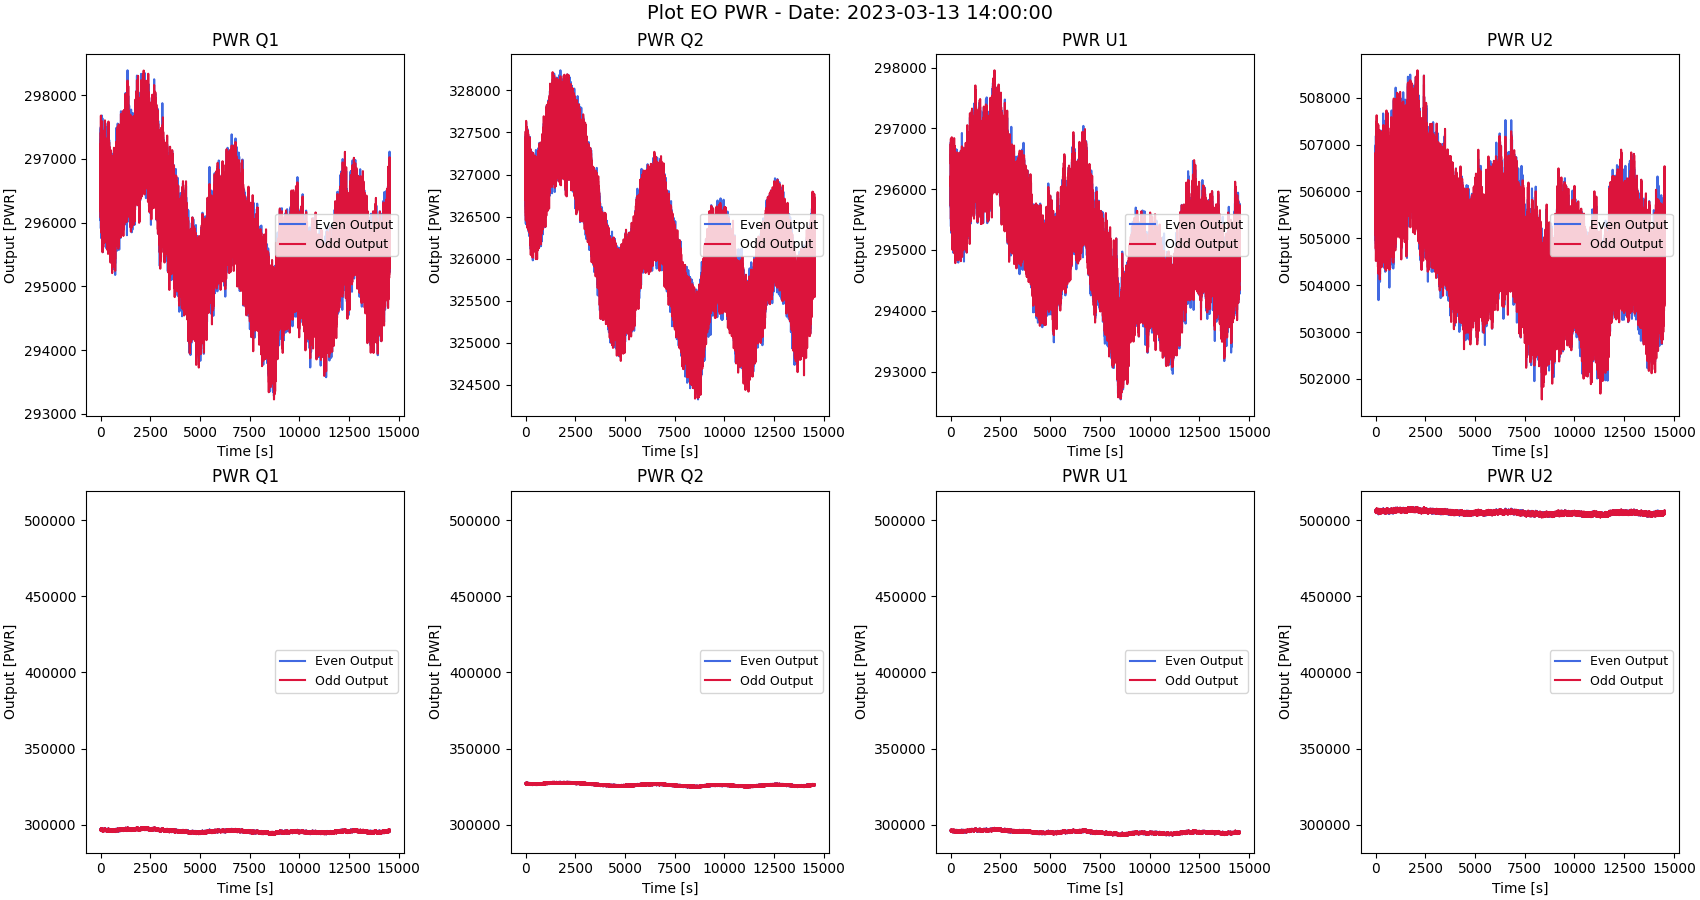 Plot EO PWR - Date: 2023-03-13 14:00:00
PWR Q1
298000
297000
296000
295000
294000
293000
Output [PWR]
0 2500 5000 7500 10000 12500 15000
Time [s]
Even Output
Odd Output
PWR Q2
328000
327500
327000
326500
326000
325500
325000
324500
Output [PWR]
0 2500 5000 7500 10000 12500 15000
Time [s]
Even Output
Odd Output
PWR U1
298000
297000
296000
295000
294000
293000
Output [PWR]
0 2500 5000 7500 10000 12500 15000
Time [s]
Even Output
Odd Output
PWR U2
508000
507000
506000
505000
504000
503000
502000
Output [PWR]
0 2500 5000 7500 10000 12500 15000
Time [s]
Even Output
Odd Output
PWR Q1
500000
450000
400000
350000
300000
Output [PWR]
0 2500 5000 7500 10000 12500 15000
Time [s]
Even Output
Odd Output
PWR Q2
500000
450000
400000
350000
300000
Output [PWR]
0 2500 5000 7500 10000 12500 15000
Time [s]
Even Output
Odd Output
PWR U1
500000
450000
400000
350000
300000
Output [PWR]
0 2500 5000 7500 10000 12500 15000
Time [s]
Even Output
Odd Output
PWR U2
500000
450000
400000
350000
300000
Output [PWR]
0 2500 5000 7500 10000 12500 15000
Time [s]
Even Output
Odd Output